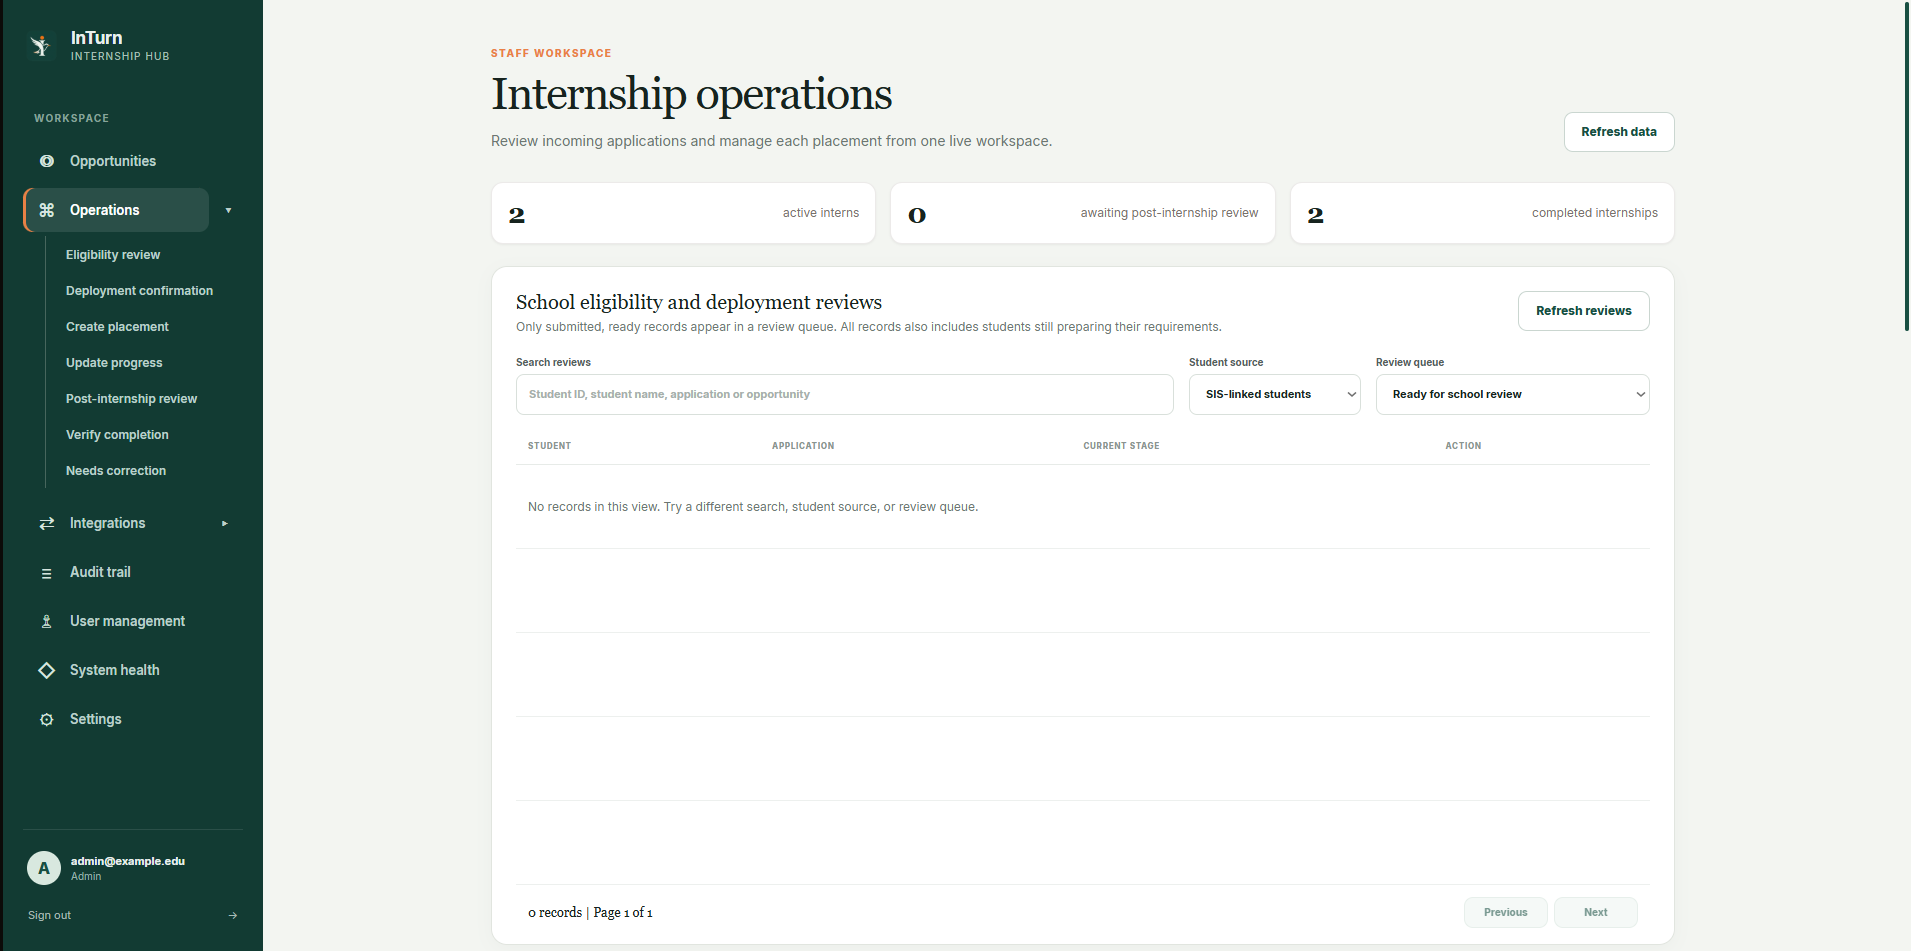 InTurn
INTERNSHIP HUB
WORKSPACE
Opportunities
Operations
Eligibility review
Deployment confirmation
Create placement
Update progress
Post-internship review
Verify completion
Needs correction
Integrations
Audit trail
User management
System health
Settings
A
admin@example.edu
Admin
Sign out
STAFF WORKSPACE
Internship operations
Review incoming applications and manage each placement from one live workspace.
Refresh data
2 active interns
0 awaiting post-internship review
2 completed internships
School eligibility and deployment reviews
Only submitted, ready records appear in a review queue. All records also includes students still preparing their requirements.
Refresh reviews
Search reviews
Student ID, student name, application or opportunity
Student source
SIS-linked students
Review queue
Ready for school review
STUDENT APPLICATION CURRENT STAGE ACTION
No records in this view. Try a different search, student source, or review queue.
0 records | Page 1 of 1
Previous Next